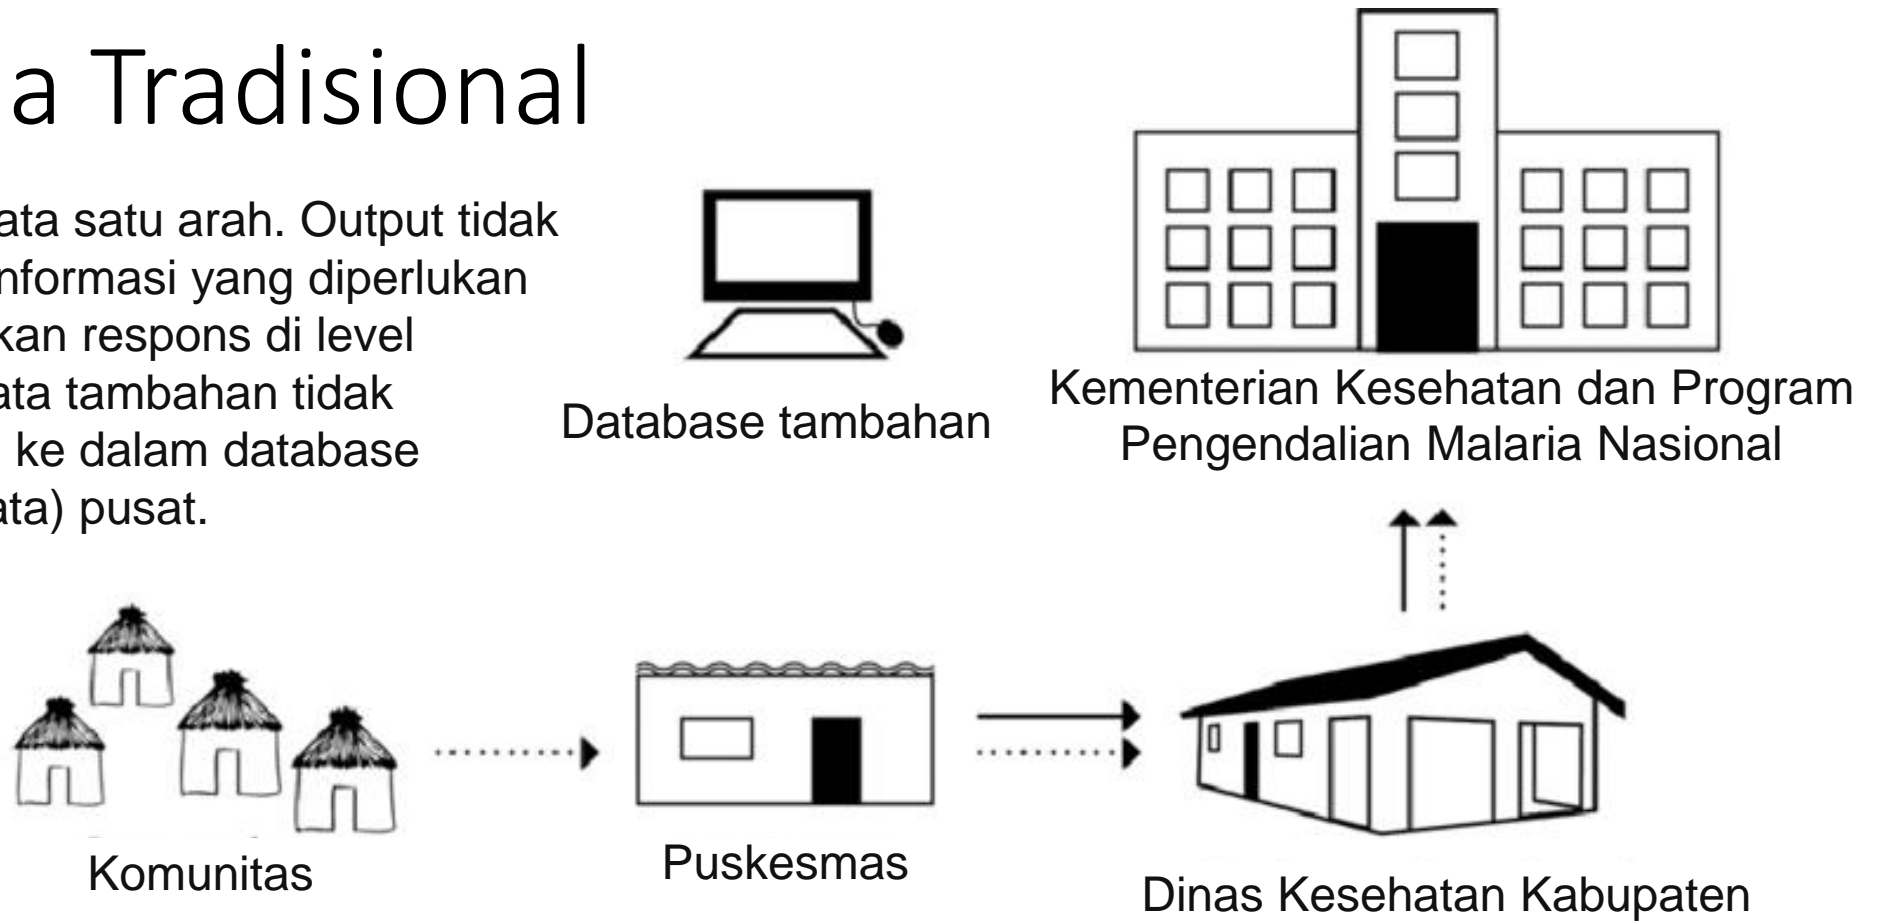 a Tradisional
ata satu arah. Output tidak
nformasi yang diperlukan
kan respons di level
ata tambahan tidak
ke dalam database
ata) pusat.
Database tambahan
Kementerian Kesehatan dan Program
Pengendalian Malaria Nasional
Komunitas
Puskesmas
Dinas Kesehatan Kabupaten